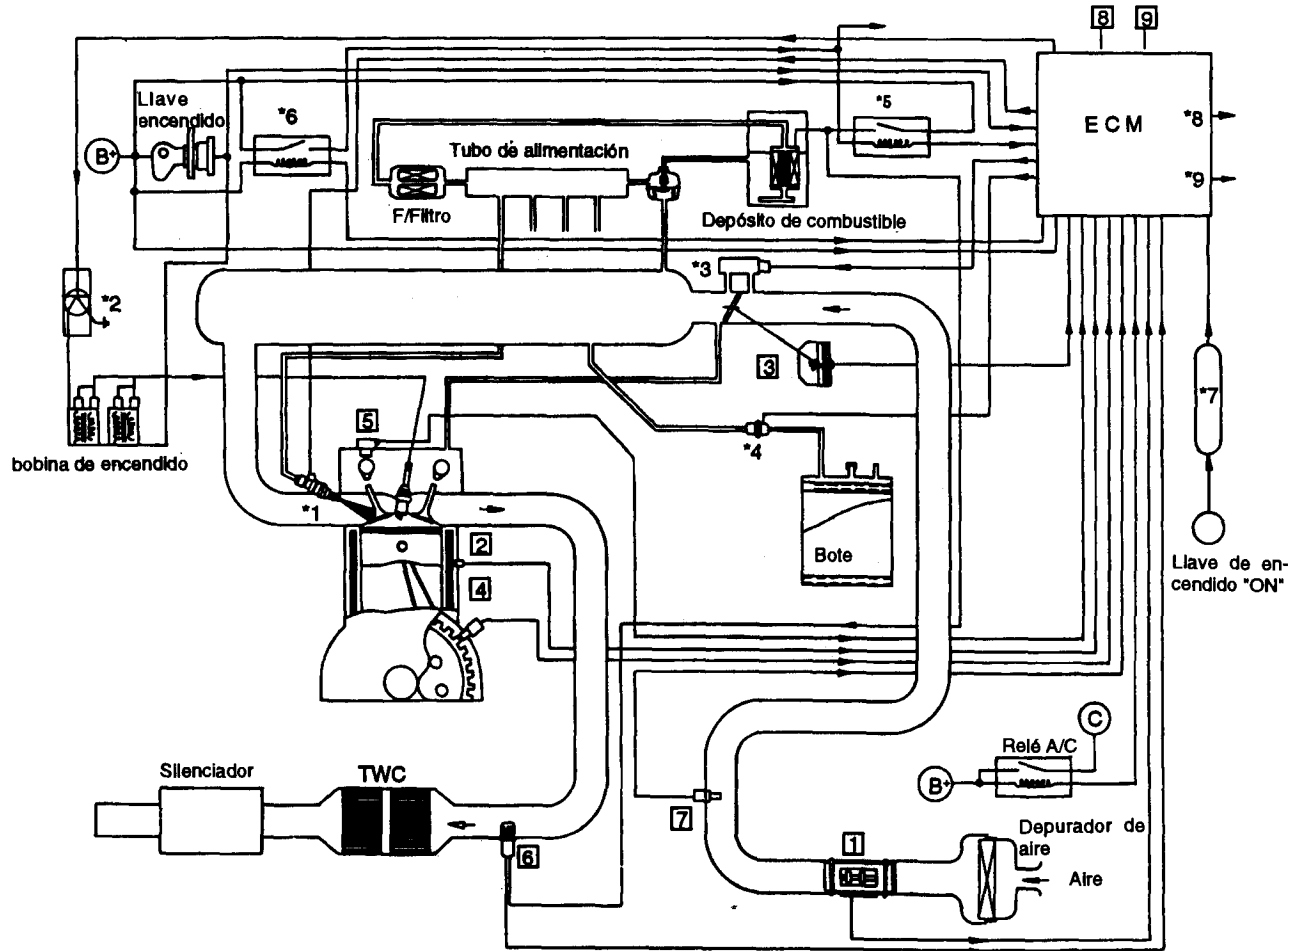 8 9
Llave
encendido
*6
*5
ECM
*8
B+
Tubo de alimentación
*9
F/Filtro
Depósito de combustible
*3
*2
3
*7
5
*4
bobina de encendido
*1
2
Bote
Llave de en-
cendido "ON"
4
C
Relé A/C
Silenciador
TWC
B+
7
Depurador de
aire
1
6
Aire